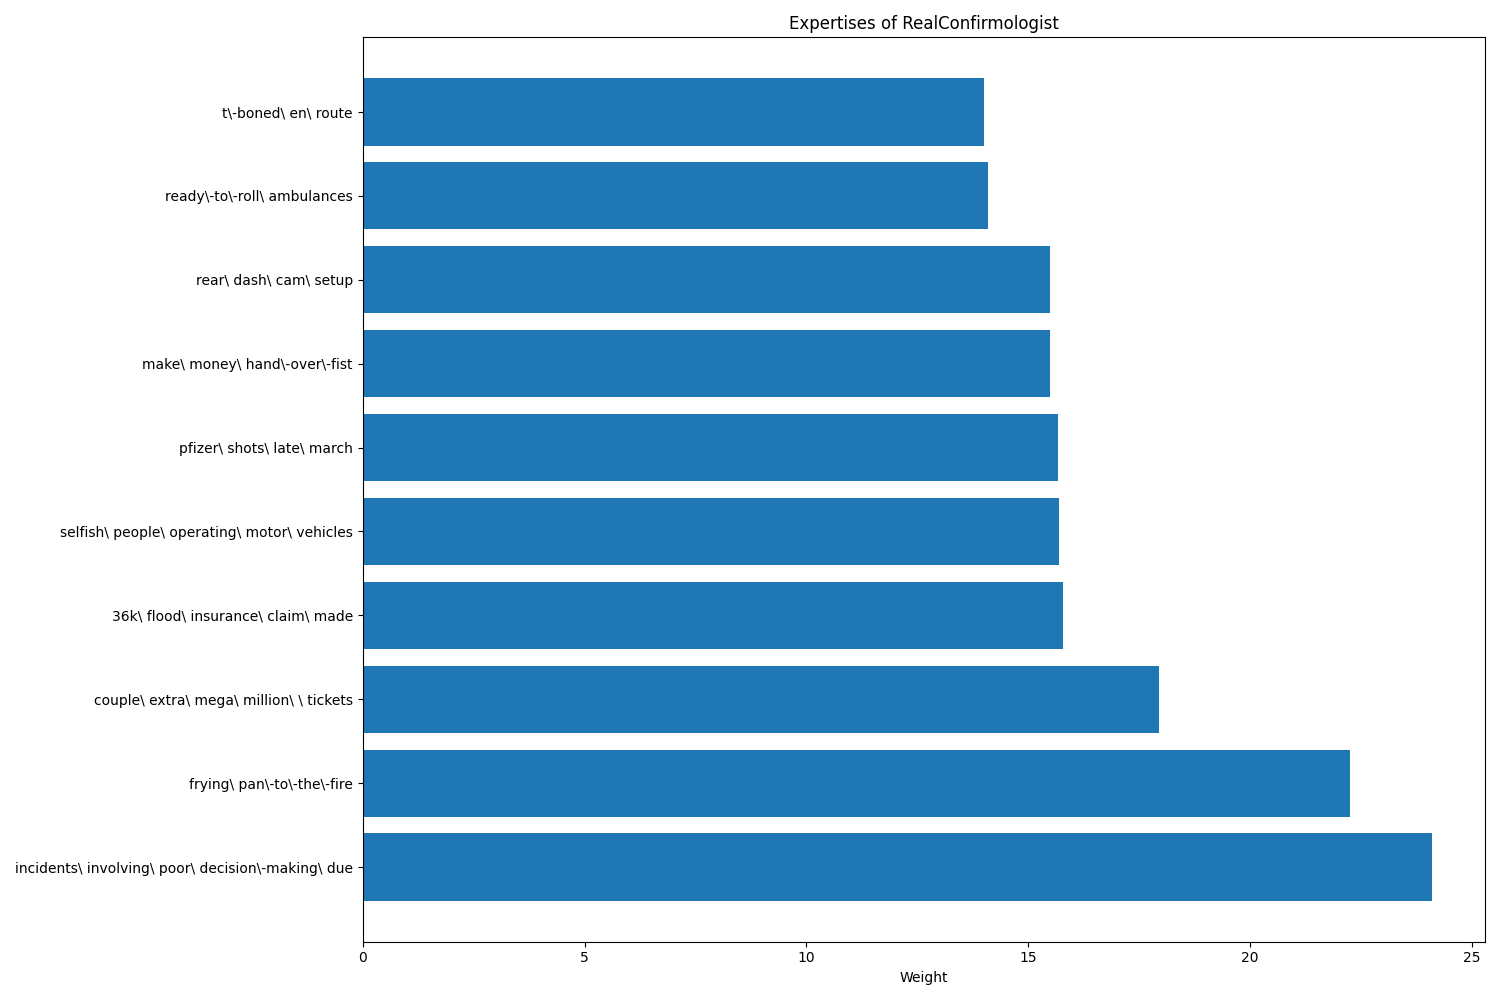 Expertises of RealConfirmologist
t\-boned\ en\ route
ready\-to\-roll\ ambulances
rear\ dash\ cam\ setup
make\ money\ hand\-over\-fist
pfizer\ shots\ late\ march
selfish\ people\ operating\ motor\ vehicles
36k\ flood\ insurance\ claim\ made
couple\ extra\ mega\ million\ \ tickets
frying\ pan\-to\-the\-fire
incidents\ involving\ poor\ decision\-making\ due
0 5 10 15 20 25
Weight